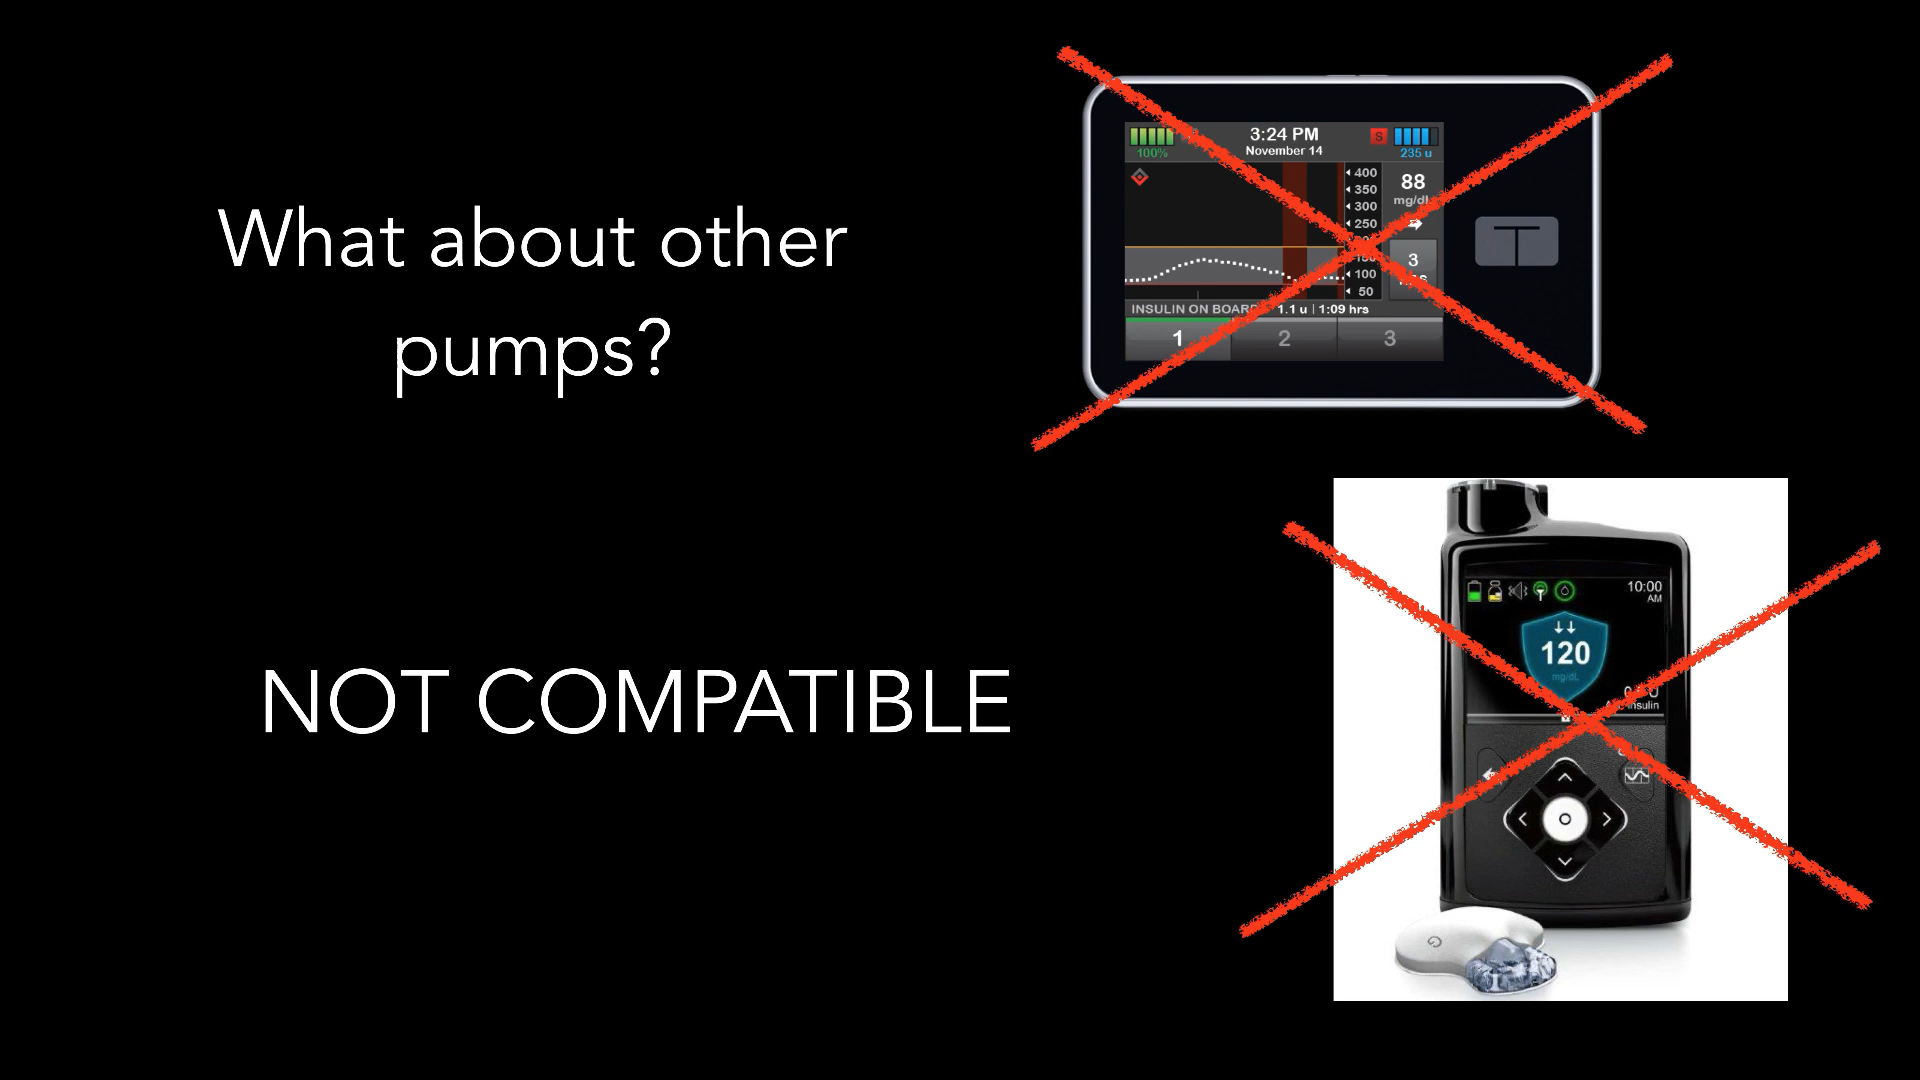 What about other
pumps?
NOT COMPATIBLE
3:24 PM
November 14
100%
S
235 u
400
350
300
250
100
50
88
mg/dL
3
INSULIN ON BOARD
1.1 u | 1:09 hrs
1
2
3
10:00
AM
120
mg/dL